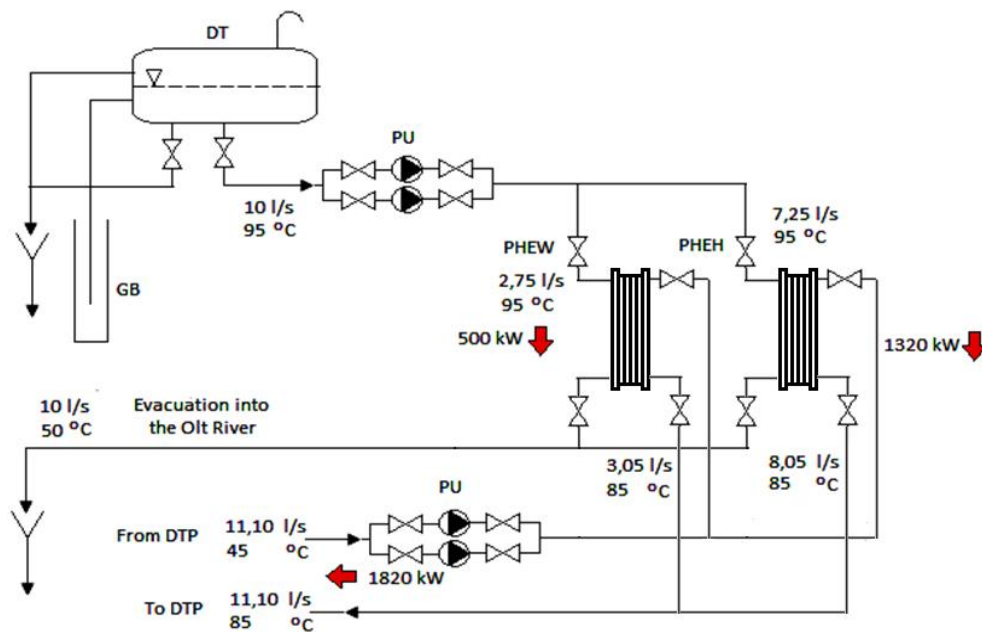 DT
PU
10 l/s
95 °C
7,25 l/s
95 °C
PHEW
PHEH
2,75 l/s
95 °C
GB
500 kW
1320 kW
10 l/s
50 °C
Evacuation into
the Olt River
3,05 l/s
85 °C
8,05 l/s
85 °C
PU
From DTP
11,10 l/s
45 °C
1820 kW
To DTP
11,10 l/s
85 °C